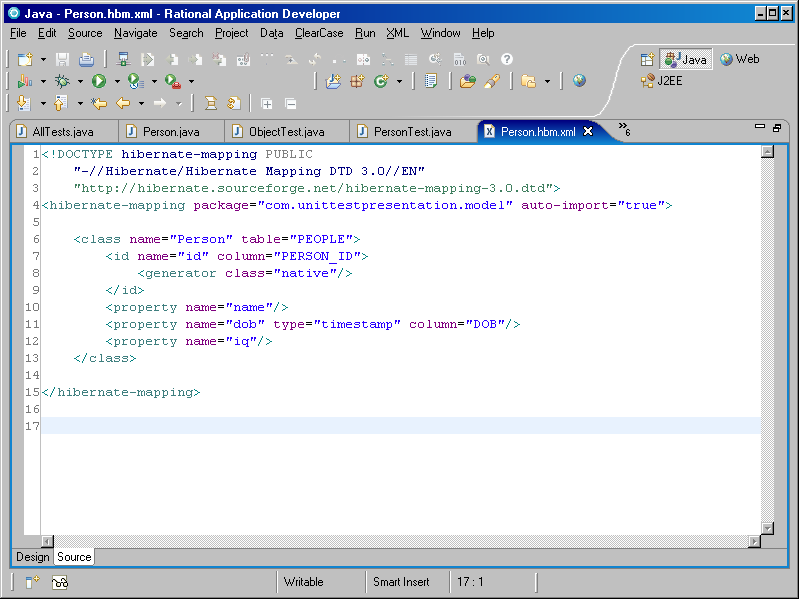 Java - Person.hbm.xml - Rational Application Developer
File Edit Source Navigate Search Project Data ClearCase Run XML Window Help
Java Web
J2EE
AllTests.java Person.java ObjectTest.java PersonTest.java Person.hbm.xml »6
1 <!DOCTYPE hibernate-mapping PUBLIC
2 "-//Hibernate/Hibernate Mapping DTD 3.0//EN"
3 "http://hibernate.sourceforge.net/hibernate-mapping-3.0.dtd">
4 <hibernate-mapping package="com.unittestpresentation.model" auto-import="true">
5
6 <class name="Person" table="PEOPLE">
7 <id name="id" column="PERSON_ID">
8 <generator class="native"/>
9 </id>
10 <property name="name"/>
11 <property name="dob" type="timestamp" column="DOB"/>
12 <property name="iq"/>
13 </class>
14
15 </hibernate-mapping>
16
17
Design Source
Writable Smart Insert 17 : 1